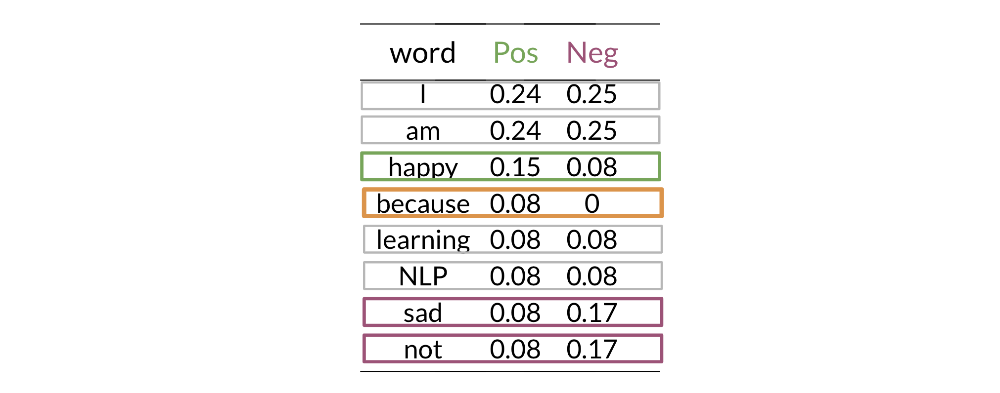 word Pos Neg
I 0.24 0.25
am 0.24 0.25
happy 0.15 0.08
because 0.08 0
learning 0.08 0.08
NLP 0.08 0.08
sad 0.08 0.17
not 0.08 0.17